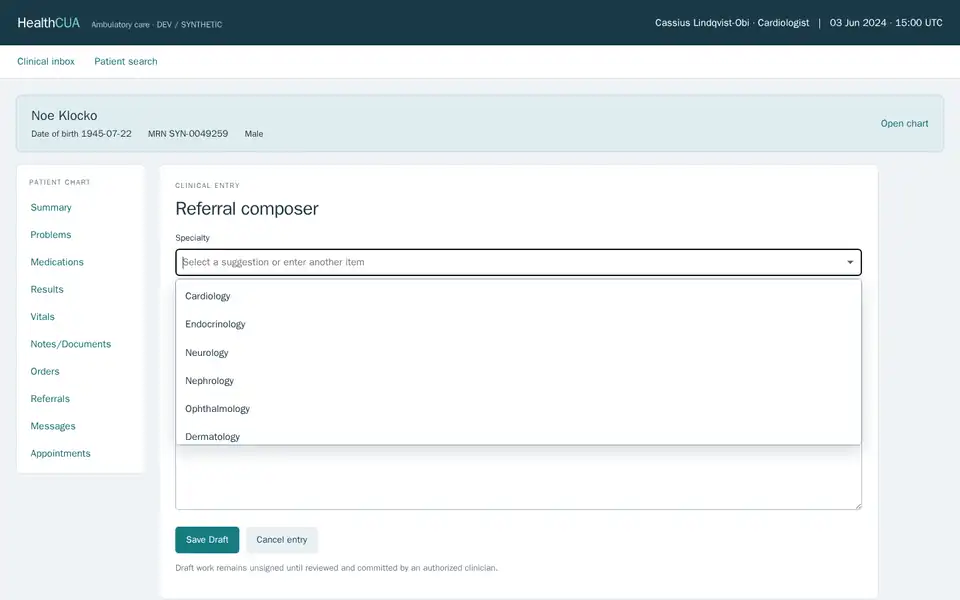 HealthCUA Ambulatory care · DEV / SYNTHETIC Cassius Lindqvist-Obi · Cardiologist | 03 Jun 2024 · 15:00 UTC
Clinical inbox Patient search
Noe Klocko
Date of birth 1945-07-22 MRN SYN-0049259 Male
Open chart
PATIENT CHART
Summary
Problems
Medications
Results
Vitals
Notes/Documents
Orders
Referrals
Messages
Appointments
CLINICAL ENTRY
Referral composer
Specialty
Select a suggestion or enter another item
Cardiology
Endocrinology
Neurology
Nephrology
Ophthalmology
Dermatology
Save Draft Cancel entry
Draft work remains unsigned until reviewed and committed by an authorized clinician.